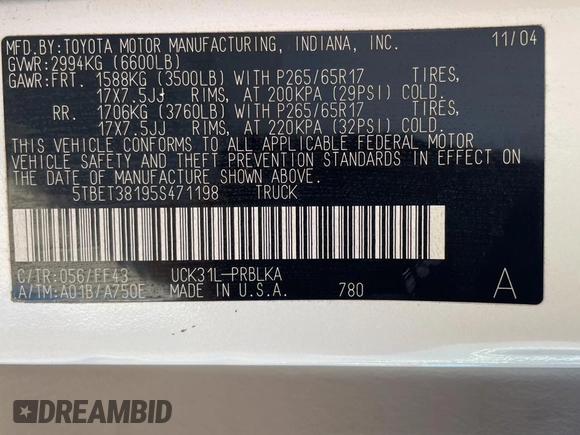 MFD.BY:TOYOTA MOTOR MANUFACTURING, INDIANA, INC. 11/04
GVWR:2994KG (6600LB)
GAWR:FRT. 1588KG (3500LB) WITH P265/65R17 TIRES,
17X7.5JJ RIMS, AT 200KPA (29PSI) COLD.
RR. 1706KG (3760LB) WITH P265/65R17 TIRES,
17X7.5JJ RIMS, AT 220KPA (32PSI) COLD.
THIS VEHICLE CONFORMS TO ALL APPLICABLE FEDERAL MOTOR
VEHICLE SAFETY AND THEFT PREVENTION STANDARDS IN EFFECT ON
THE DATE OF MANUFACTURE SHOWN ABOVE.
5TBET38195S471198 TRUCK
C/TR:056/FF43 UCK31L-PRBLKA
A/TM:A01B/A750E MADE IN U.S.A. 780 A
DREAMBID